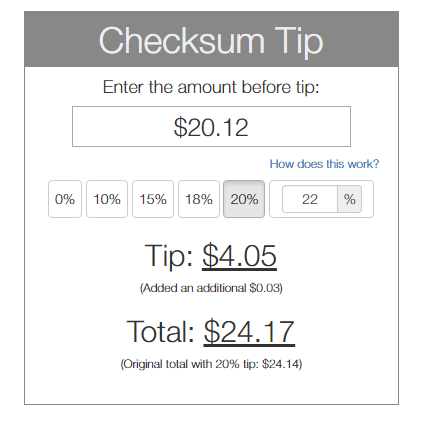 Checksum Tip
Enter the amount before tip:
$20.12
How does this work?
0% 10% 15% 18% 20% 22 %
Tip: $4.05
(Added an additional $0.03)
Total: $24.17
(Original total with 20% tip: $24.14)